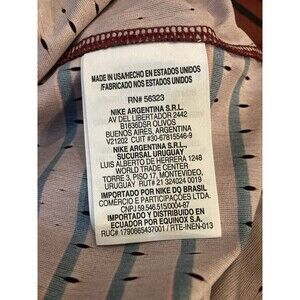 MADE IN USA/HECHO EN ESTADOS UNIDOS
/FABRICADO NOS ESTADOS UNIDOS
RN# 56323
NIKE ARGENTINA S.R.L.
AV DEL LIBERTADOR 2442
B1636DSR OLIVOS
BUENOS AIRES, ARGENTINA
V21202 CUIT #30-67815546-9
NIKE ARGENTINA S.R.L.,
SUCURSAL URUGUAY
LUIS ALBERTO DE HERRERA 1248
WORLD TRADE CENTER
TORRE 3, PISO 17, MONTEVIDEO,
URUGUAY RUT# 21 324024 0019
IMPORTADO POR NIKE DO BRASIL
COMÉRCIO E PARTICIPAÇÕES LTDA.
CNPJ.59.546.515/0004-87
IMPORTADO Y DISTRIBUIDO EN
ECUADOR POR EQUINOX S.A.
RUC# 1790665437001 / RTE-INEN-013